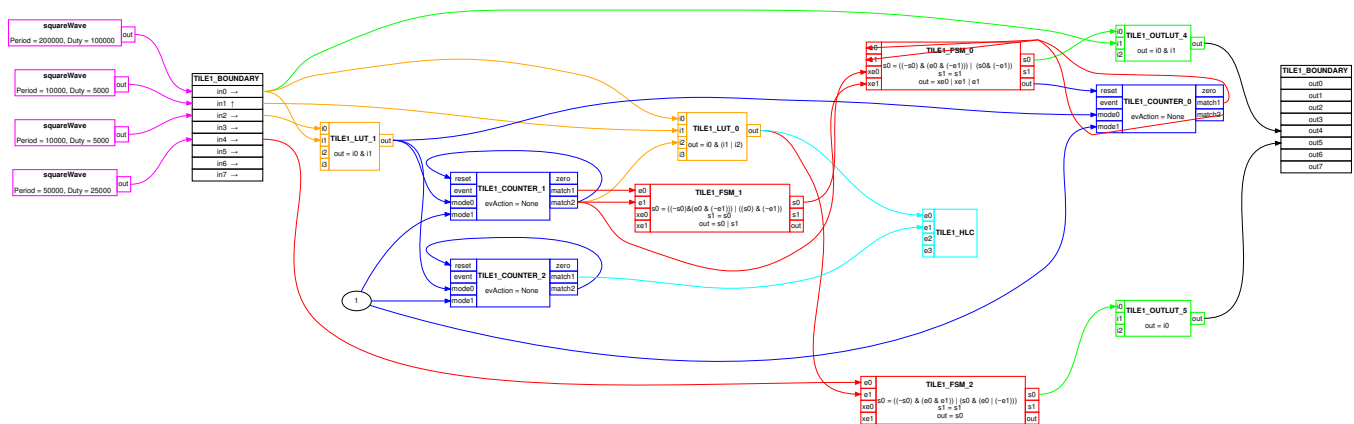 squareWave
Period = 200000, Duty = 100000
out
squareWave
Period = 10000, Duty = 5000
out
squareWave
Period = 10000, Duty = 5000
out
squareWave
Period = 50000, Duty = 25000
out
TILE1_BOUNDARY
in0 →
in1 ↑
in2 →
in3 →
in4 →
in5 →
in6 →
in7 →
i0
i1
i2
i3
TILE1_LUT_1
out = i0 & i1
out
1
reset
event
mode0
mode1
TILE1_COUNTER_1
evAction = None
zero
match1
match2
reset
event
mode0
mode1
TILE1_COUNTER_2
evAction = None
zero
match1
match2
i0
i1
i2
i3
TILE1_LUT_0
out = i0 & (i1 | i2)
out
e0
e1
xe0
xe1
TILE1_FSM_1
s0 = ((~s0)&(e0 & (~e1))) | ((s0) & (~e1))
s1 = s0
out = s0 | s1
s0
s1
out
xe0
xe1
TILE1_FSM_0
s0 = ((~s0) & (e0 & (~e1))) | (s0& (~e1))
s1 = s1
out = xe0 | xe1 | e1
s0
s1
out
e0
e1
e2
e3
TILE1_HLC
e0
e1
xe0
xe1
TILE1_FSM_2
s0 = ((~s0) & (e0 & e1)) | (s0 & (e0 | (~e1)))
s1 = s1
out = s0
s0
s1
out
i0
i1
i2
TILE1_OUTLUT_4
out = i0 & i1
out
reset
event
mode0
mode1
TILE1_COUNTER_0
evAction = None
zero
match1
match2
i0
i1
i2
TILE1_OUTLUT_5
out = i0
out
TILE1_BOUNDARY
out0
out1
out2
out3
out4
out5
out6
out7